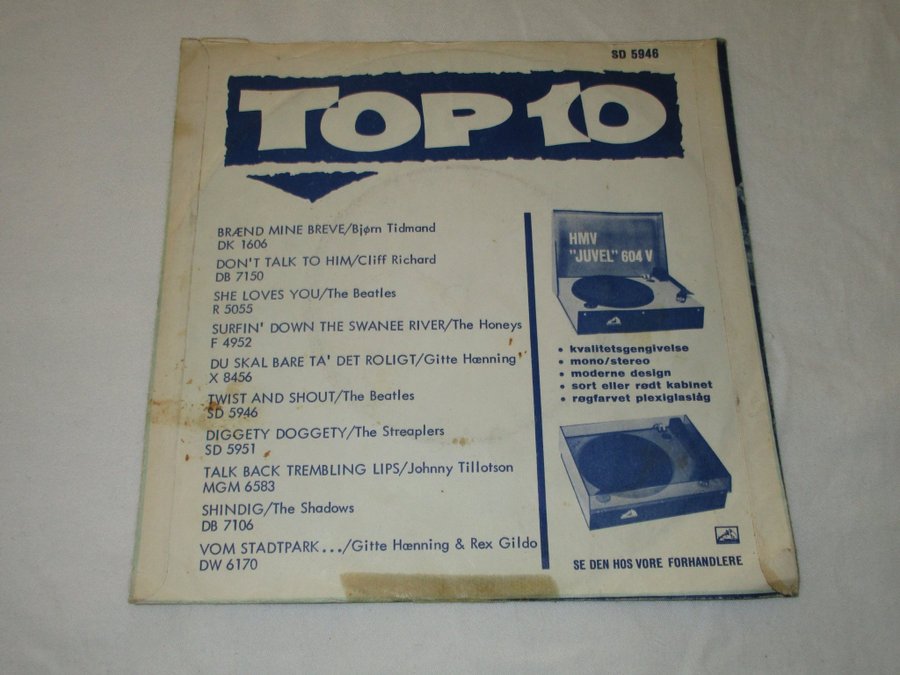 SD 5946
TOP 10
BRÆND MINE BREVE/Bjørn Tidmand
DK 1606
DON'T TALK TO HIM/Cliff Richard
DB 7150
SHE LOVES YOU/The Beatles
R 5055
SURFIN' DOWN THE SWANEE RIVER/The Honeys
F 4952
DU SKAL BARE TA' DET ROLIGT/Gitte Hænning
X 8456
TWIST AND SHOUT/The Beatles
SD 5946
DIGGETY DOGGETY/The Streaplers
SD 5951
TALK BACK TREMBLING LIPS/Johnny Tillotson
MGM 6583
SHINDIG/The Shadows
DB 7106
VOM STADTPARK.../Gitte Hænning & Rex Gildo
DW 6170
HMV
"JUVEL" 604 V
• kvalitetsgengivelse
• mono/stereo
• moderne design
• sort eller rødt kabinet
• røgfarvet plexiglaslåg
SE DEN HOS VORE FORHANDLERE